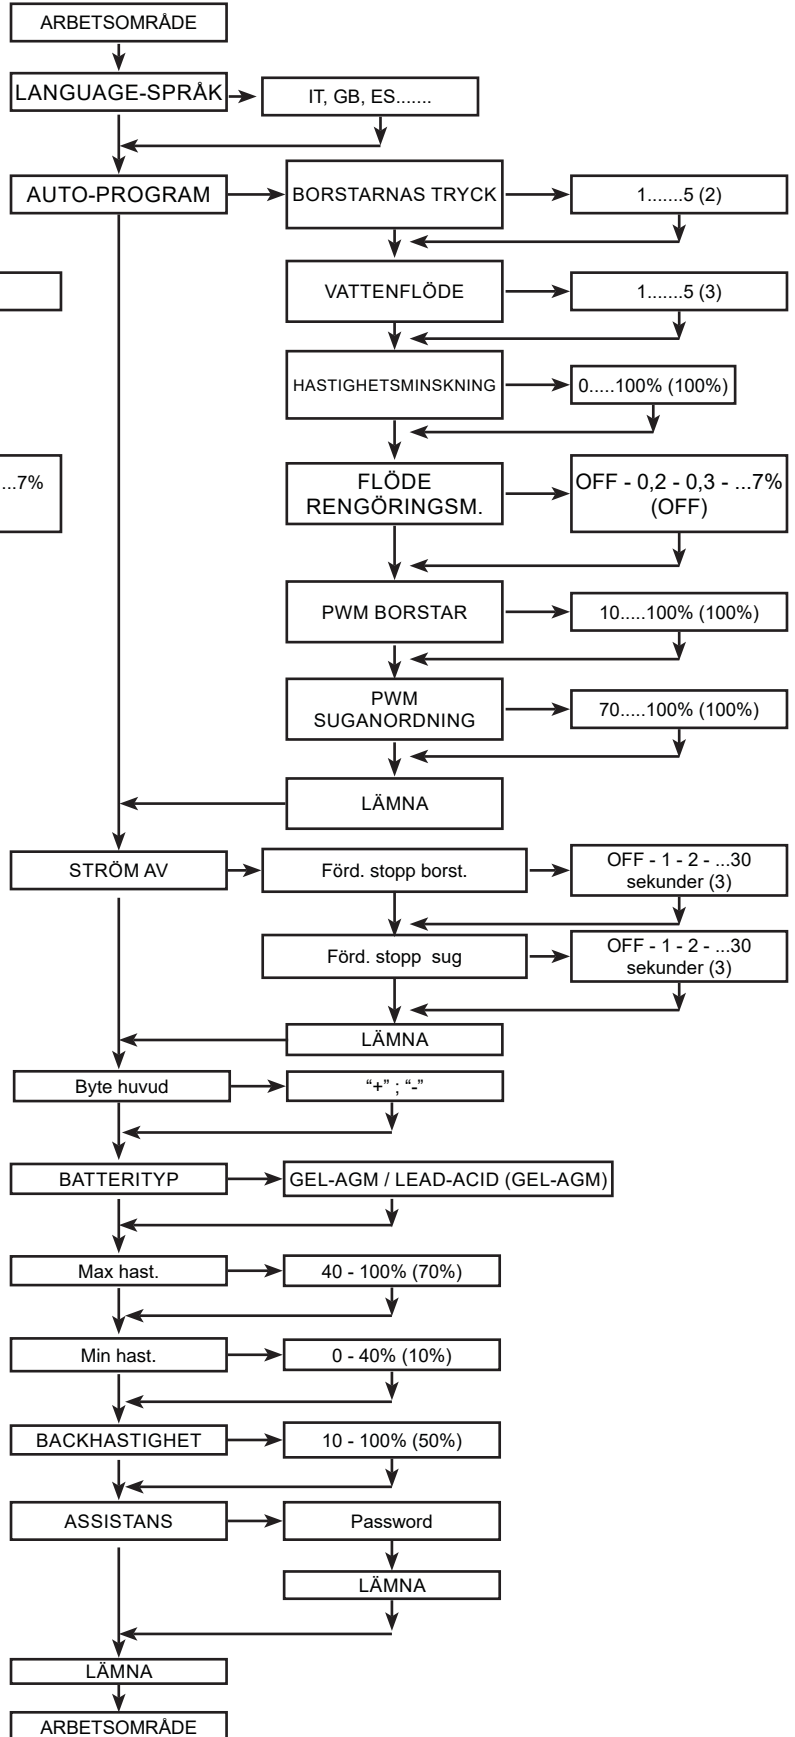 ARBETSOMRÅDE
LANGUAGE-SPRÅK
IT, GB, ES.......
AUTO-PROGRAM
BORSTARNAS TRYCK
1.......5 (2)
VATTENFLÖDE
1.......5 (3)
HASTIGHETSMINSKNING
0.....100% (100%)
...7%
FLÖDE
RENGÖRINGSM.
OFF - 0,2 - 0,3 - ...7%
(OFF)
PWM BORSTAR
10.....100% (100%)
PWM
SUGANORDNING
70.....100% (100%)
LÄMNA
STRÖM AV
Förd. stopp borst.
OFF - 1 - 2 - ...30
sekunder (3)
Förd. stopp  sug
OFF - 1 - 2 - ...30
sekunder (3)
LÄMNA
Byte huvud
“+” ; “-”
BATTERITYP
GEL-AGM / LEAD-ACID (GEL-AGM)
Max hast.
40 - 100% (70%)
Min hast.
0 - 40% (10%)
BACKHASTIGHET
10 - 100% (50%)
ASSISTANS
Password
LÄMNA
LÄMNA
ARBETSOMRÅDE